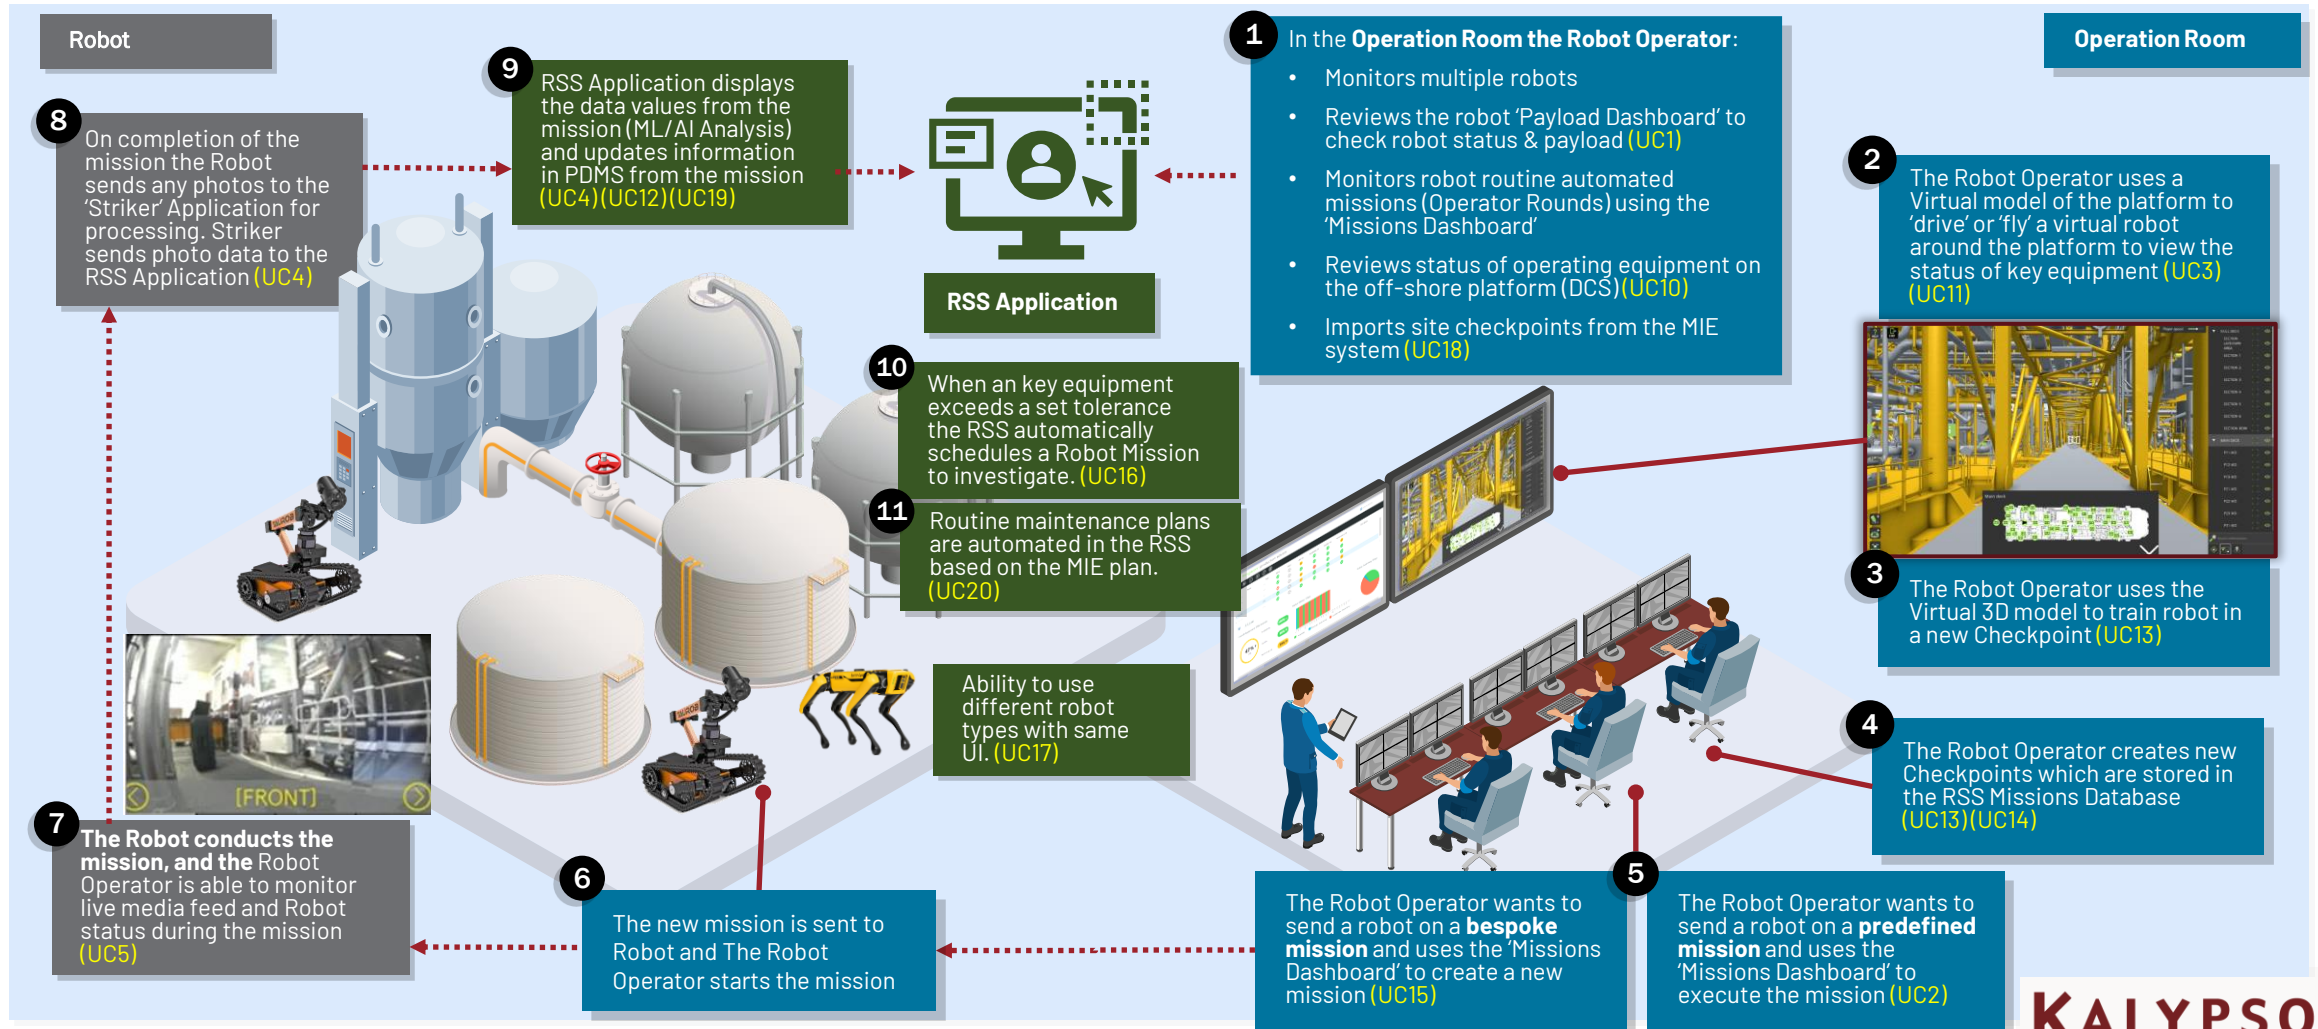 Robot
Operation Room
1
In the Operation Room the Robot Operator:
• Monitors multiple robots
• Reviews the robot ‘Payload Dashboard’ to
check robot status & payload (UC1)
• Monitors robot routine automated
missions (Operator Rounds) using the
‘Missions Dashboard’
• Reviews status of operating equipment on
the off-shore platform (DCS) (UC10)
• Imports site checkpoints from the MIE
system (UC18)
2
The Robot Operator uses a
Virtual model of the platform to
‘drive’ or ‘fly’ a virtual robot
around the platform to view the
status of key equipment (UC3)
(UC11)
3
The Robot Operator uses the
Virtual 3D model to train robot in
a new Checkpoint (UC13)
4
The Robot Operator creates new
Checkpoints which are stored in
the RSS Missions Database
(UC13)(UC14)
5
The Robot Operator wants to
send a robot on a bespoke
mission and uses the ‘Missions
Dashboard’ to create a new
mission (UC15)
The Robot Operator wants to
send a robot on a predefined
mission and uses the
‘Missions Dashboard’ to
execute the mission (UC2)
6
The new mission is sent to
Robot and The Robot
Operator starts the mission
7
The Robot conducts the
mission, and the Robot
Operator is able to monitor
live media feed and Robot
status during the mission
(UC5)
[FRONT]
8
On completion of the
mission the Robot
sends any photos to the
‘Striker’ Application for
processing. Striker
sends photo data to the
RSS Application (UC4)
9
RSS Application displays
the data values from the
mission (ML/AI Analysis)
and updates information
in PDMS from the mission
(UC4)(UC12)(UC19)
RSS Application
10
When an key equipment
exceeds a set tolerance
the RSS automatically
schedules a Robot Mission
to investigate. (UC16)
11
Routine maintenance plans
are automated in the RSS
based on the MIE plan.
(UC20)
Ability to use
different robot
types with same
UI. (UC17)
KALYPSO